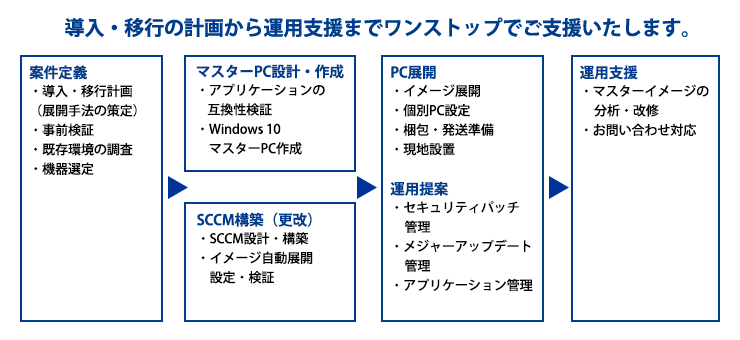 導入・移行の計画から運用支援までワンストップでご支援いたします。
案件定義
・導入・移行計画
（展開手法の策定）
・事前検証
・既存環境の調査
・機器選定
マスターPC設計・作成
・アプリケーションの
互換性検証
・Windows 10
マスターPC作成
SCCM構築（更改）
・SCCM設計・構築
・イメージ自動展開
設定・検証
PC展開
・イメージ展開
・個別PC設定
・梱包・発送準備
・現地設置
運用提案
・セキュリティパッチ
管理
・メジャーアップデート
管理
・アプリケーション管理
運用支援
・マスターイメージの
分析・改修
・お問い合わせ対応